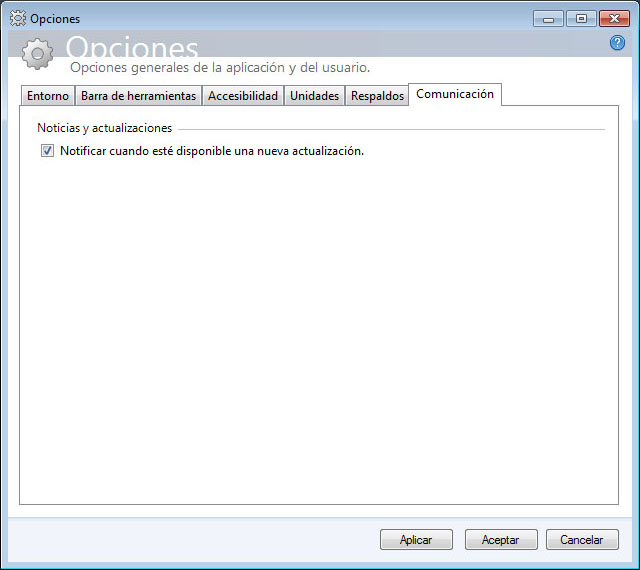 Opciones
Opciones
Opciones generales de la aplicación y del usuario.
Entorno Barra de herramientas Accesibilidad Unidades Respaldos Comunicación
Noticias y actualizaciones
Notificar cuando esté disponible una nueva actualización.
Aplicar Aceptar Cancelar